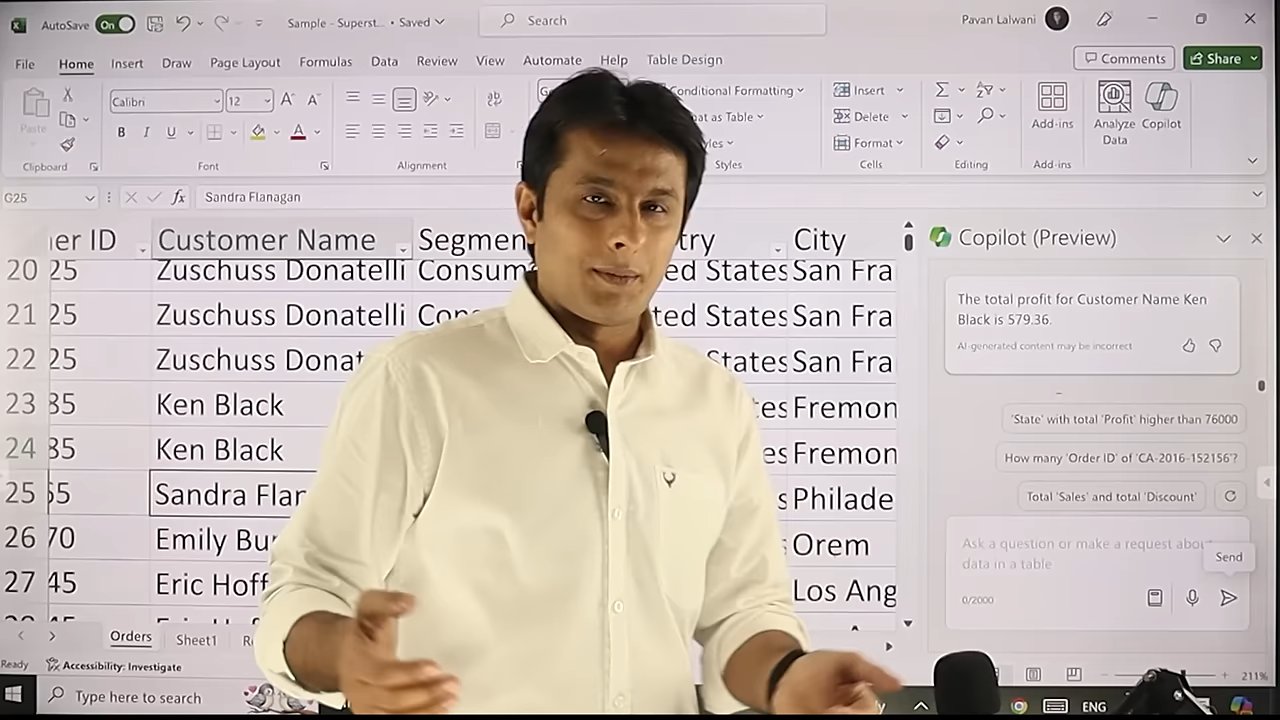 AutoSave On Sample - Superst... • Saved Search Pavan Lalwani
File Home Insert Draw Page Layout Formulas Data Review View Automate Help Table Design Comments Share
Paste
Calibri 12
B I U A
Clipboard Font Alignment
Conditional Formatting
at as Table
Styles
Insert
Delete
Format
Cells
Editing
Add-ins
Add-ins
Analyze Data
Copilot
G25 fx Sandra Flanagan
er ID Customer Name Segmen try City
20 25 Zuschuss Donatelli Consum ed States San Fra
21 25 Zuschuss Donatelli Con ted States San Fra
22 25 Zuschuss Donat ates San Fra
23 85 Ken Black tes Fremon
24 85 Ken Black es Fremon
25 65 Sandra Flan s Philade
26 70 Emily Bu Orem
27 45 Eric Hoff Los Ang
Copilot (Preview)
The total profit for Customer Name Ken
Black is 579.36.
AI-generated content may be incorrect
'State' with total 'Profit' higher than 76000
How many 'Order ID' of 'CA-2016-152156'?
Total 'Sales' and total 'Discount'
Ask a question or make a request about
data in a table
Send
0/2000
Orders Sheet1
Ready Accessibility: Investigate 211%
Type here to search ENG